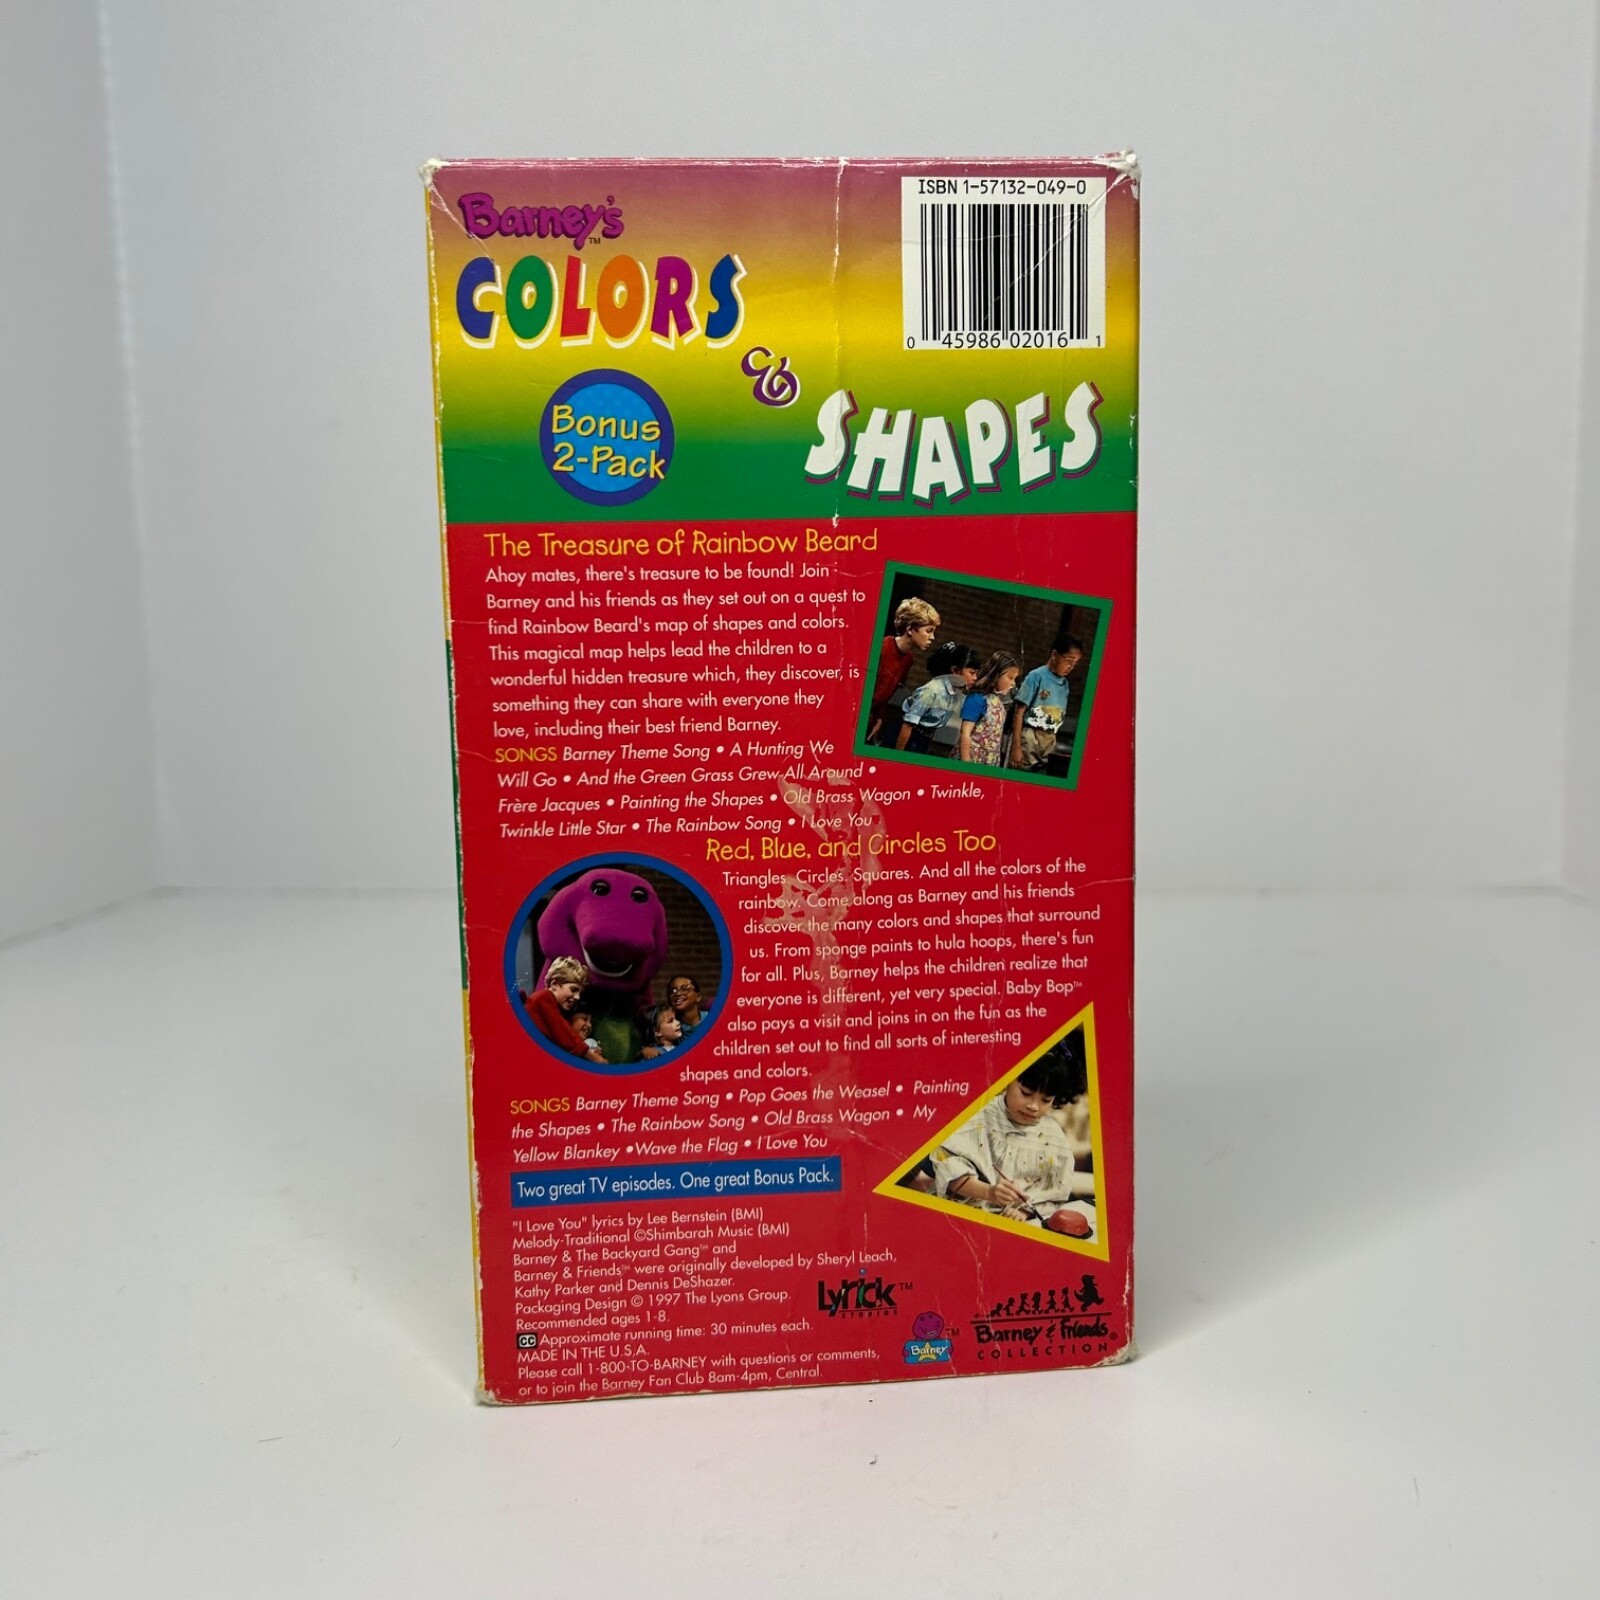 Barney's™
COLORS
&
SHAPES
Bonus
2-Pack
ISBN 1-57132-049-0
0 45986 02016 1
The Treasure of Rainbow Beard
Ahoy mates, there's treasure to be found! Join
Barney and his friends as they set out on a quest to
find Rainbow Beard's map of shapes and colors.
This magical map helps lead the children to a
wonderful hidden treasure which, they discover, is
something they can share with everyone they
love, including their best friend Barney.
SONGS Barney Theme Song • A Hunting We
Will Go • And the Green Grass Grew All Around •
Frère Jacques • Painting the Shapes • Old Brass Wagon • Twinkle,
Twinkle Little Star • The Rainbow Song • I Love You
Red, Blue, and Circles Too
Triangles. Circles. Squares. And all the colors of the
rainbow. Come along as Barney and his friends
discover the many colors and shapes that surround
us. From sponge paints to hula hoops, there's fun
for all. Plus, Barney helps the children realize that
everyone is different, yet very special. Baby Bop™
also pays a visit and joins in on the fun as the
children set out to find all sorts of interesting
shapes and colors.
SONGS Barney Theme Song • Pop Goes the Weasel • Painting
the Shapes • The Rainbow Song • Old Brass Wagon • My
Yellow Blankey • Wave the Flag • I Love You
Two great TV episodes. One great Bonus Pack.
"I Love You" lyrics by Lee Bernstein (BMI)
Melody-Traditional ©Shimbarah Music (BMI)
Barney & The Backyard Gang™ and
Barney & Friends™ were originally developed by Sheryl Leach,
Kathy Parker and Dennis DeShazer.
Packaging Design © 1997 The Lyons Group.
Recommended ages 1-8.
CC Approximate running time: 30 minutes each.
MADE IN THE U.S.A.
Please call 1-800-TO-BARNEY with questions or comments,
or to join the Barney Fan Club 8am-4pm, Central.
Lyrick™
STUDIOS
Barney™
Barney & Friends®
COLLECTION